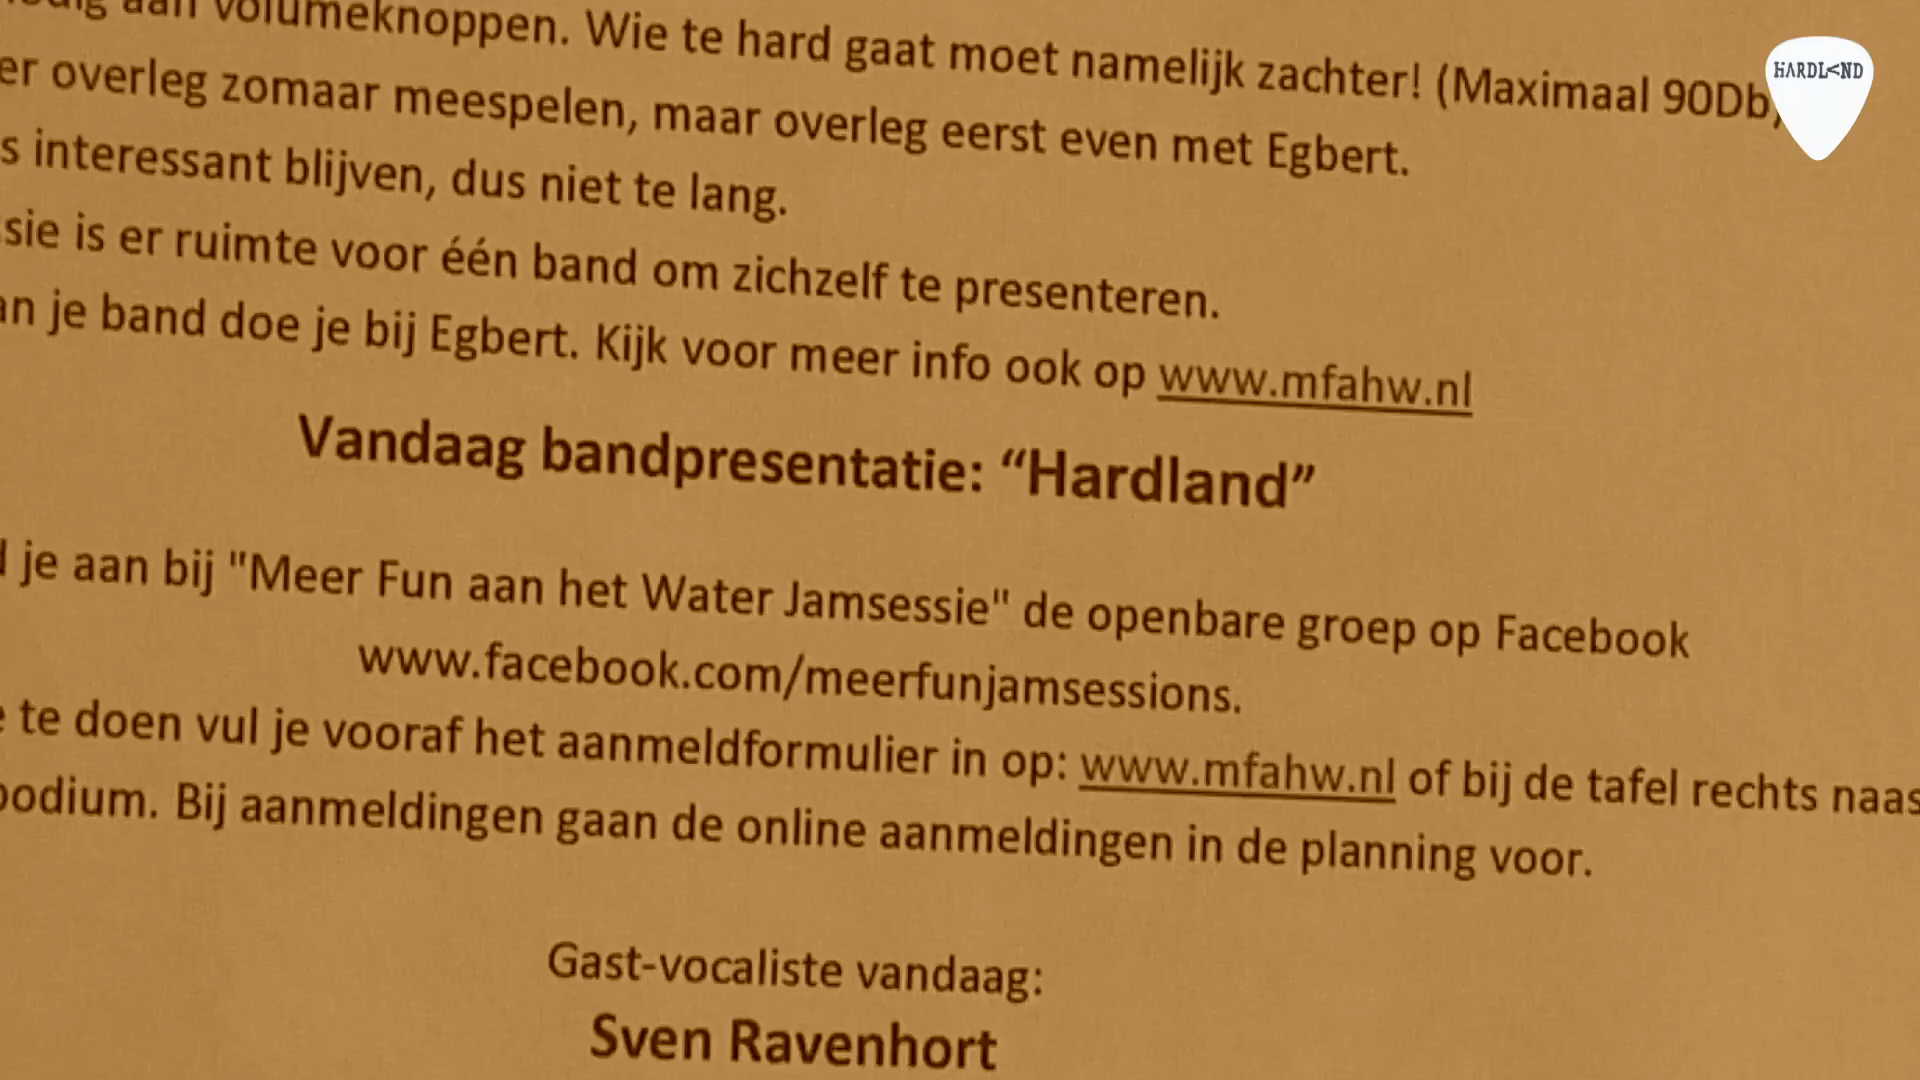 aan volumeknoppen. Wie te hard gaat moet namelijk zachter! (Maximaal 90Db)
HARDL<ND
er overleg zomaar meespelen, maar overleg eerst even met Egbert.
s interessant blijven, dus niet te lang.
sie is er ruimte voor één band om zichzelf te presenteren.
an je band doe je bij Egbert. Kijk voor meer info ook op www.mfahw.nl
Vandaag bandpresentatie: “Hardland”
je aan bij "Meer Fun aan het Water Jamsessie" de openbare groep op Facebook
www.facebook.com/meerfunjamsessions.
te doen vul je vooraf het aanmeldformulier in op: www.mfahw.nl of bij de tafel rechts naas
podium. Bij aanmeldingen gaan de online aanmeldingen in de planning voor.
Gast-vocaliste vandaag:
Sven Ravenhort